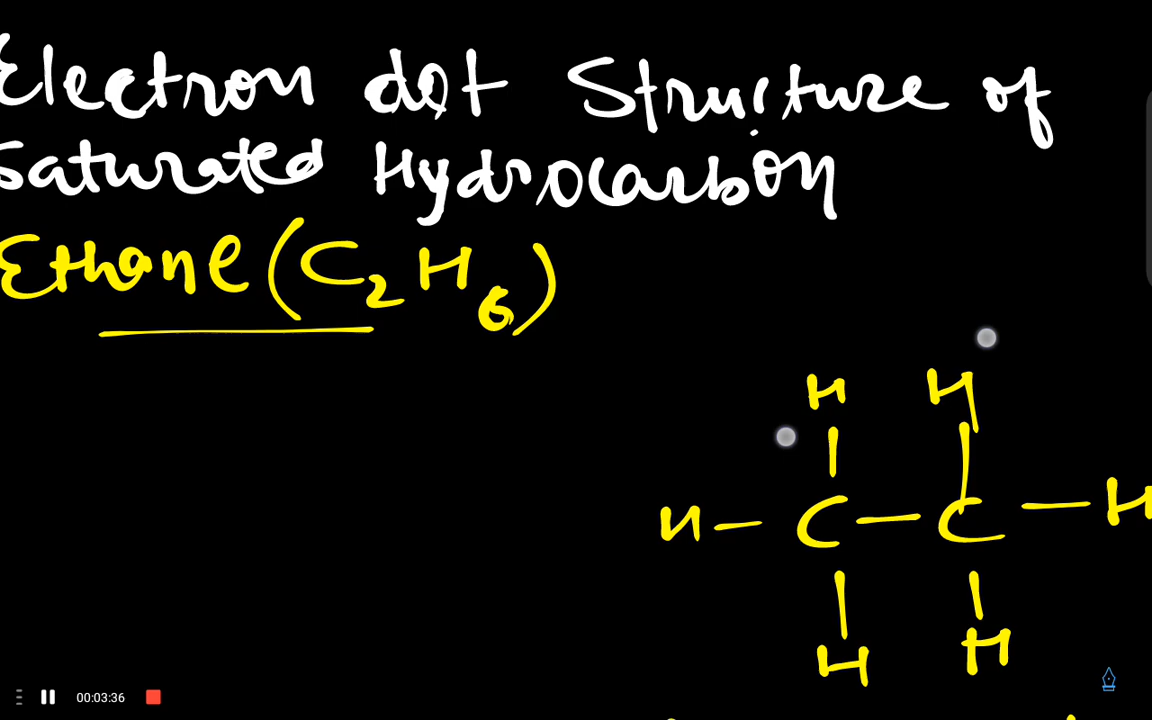 Electron dot Structure of
Saturated Hydrocarbon
Ethane (C2H6)
H H
H - C - C - H
H H
00:03:36